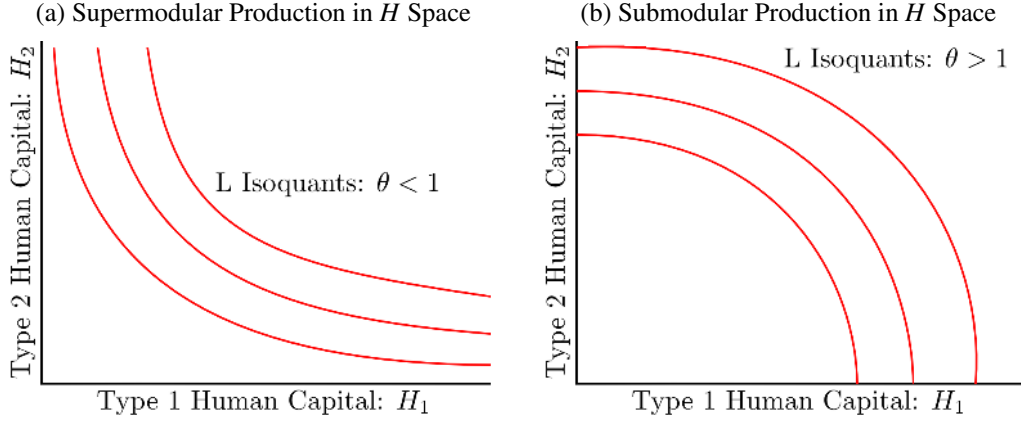 (a) Supermodular Production in H Space
Type 2 Human Capital: H₂
L Isoquants: θ < 1
Type 1 Human Capital: H₁
(b) Submodular Production in H Space
Type 2 Human Capital: H₂
L Isoquants: θ > 1
Type 1 Human Capital: H₁